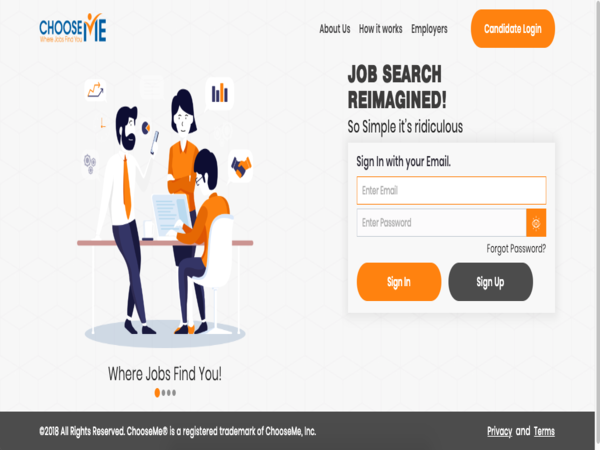 CHOOSE ME
Where Jobs Find You
About Us How it works Employers Candidate Login
JOB SEARCH
REIMAGINED!
So Simple it's ridiculous
Sign In with your Email.
Enter Email
Enter Password
Forgot Password?
Sign In Sign Up
Where Jobs Find You!
©2018 All Rights Reserved. ChooseMe® is a registered trademark of ChooseMe, Inc. Privacy and Terms